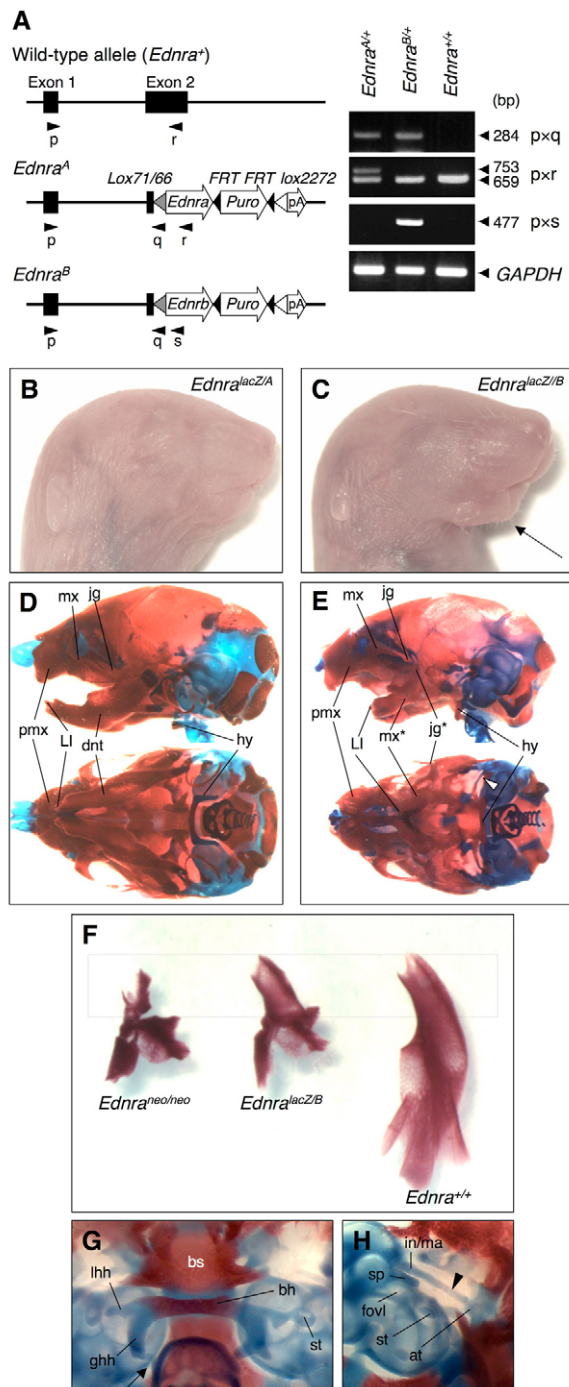 A
Wild-type allele (Ednra+)
Exon 1 Exon 2
p r
EdnraA
Lox71/66 FRT FRT lox2272
Ednra Puro pA
p q r
EdnraB
Ednrb Puro pA
p q s
EdnraA/+ EdnraB/+ Ednra+/+
(bp)
284 p×q
753 p×r
659
477 p×s
GAPDH
B EdnralacZ/A
C EdnralacZ//B
D
mx jg
pmx LI dnt hy
E
mx jg
pmx LI mx* jg* hy
F
Ednraneo/neo
EdnralacZ/B
Ednra+/+
G
bs
lhh bh
ghh st
H
in/ma
sp
fovl
st at